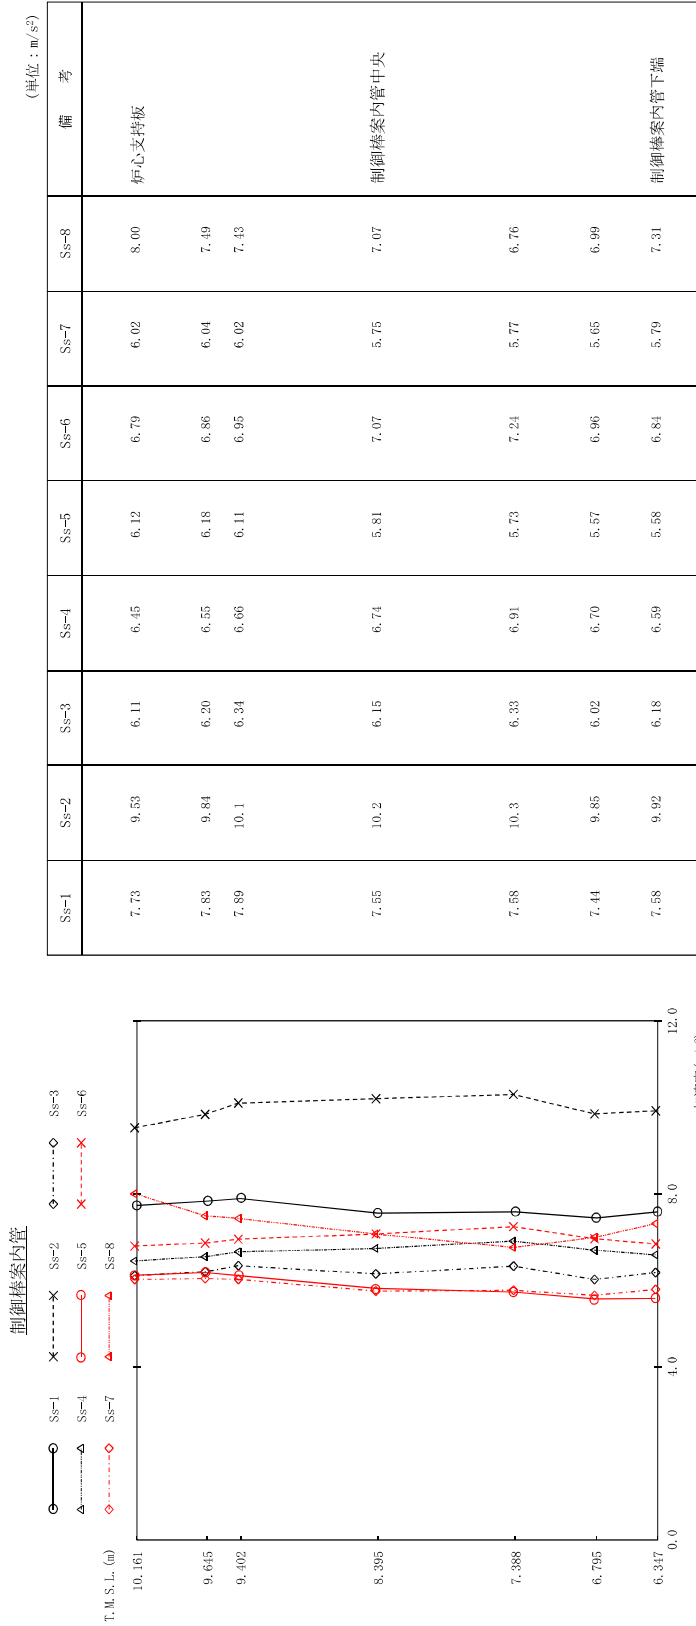 制御棒案内管
Ss-1 Ss-2 Ss-3
Ss-4 Ss-5 Ss-6
Ss-7 Ss-8
T.M.S.L.(m)
10.161
9.645
9.402
8.395
7.388
6.795
6.347
0.0 4.0 8.0 12.0
(単位：m/s²)
Ss-1 Ss-2 Ss-3 Ss-4 Ss-5 Ss-6 Ss-7 Ss-8 備 考
7.73 9.53 6.11 6.45 6.12 6.79 6.02 8.00 炉心支持板
7.83 9.84 6.20 6.55 6.18 6.86 6.04 7.49
7.89 10.1 6.34 6.66 6.11 6.95 6.02 7.43
7.55 10.2 6.15 6.74 5.81 7.07 5.75 7.07 制御棒案内管中央
7.58 10.3 6.33 6.91 5.73 7.24 5.77 6.76
7.44 9.85 6.02 6.70 5.57 6.96 5.65 6.99
7.58 9.92 6.18 6.59 5.58 6.84 5.79 7.31 制御棒案内管下端